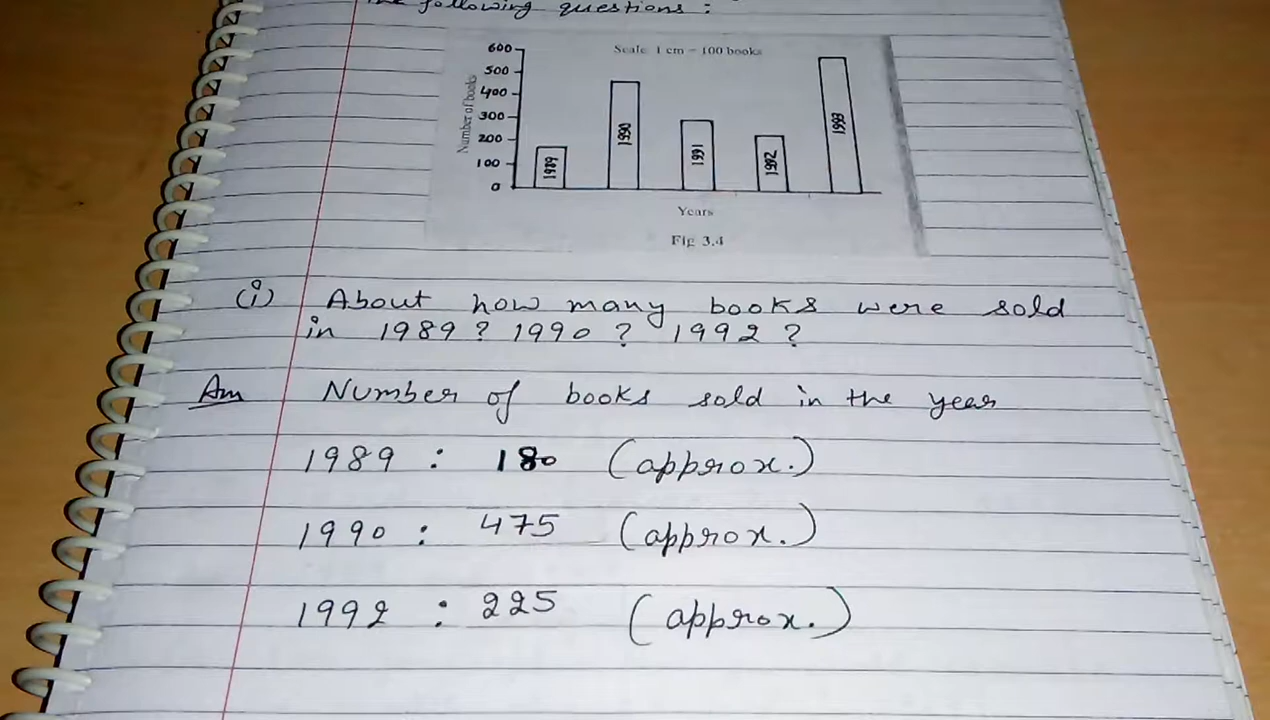 the following questions :
Scale 1 cm = 100 books
600
500
400
300
200
100
0
Number of books
1989
1990
1991
1992
1993
Years
Fig 3.4
(i) About how many books were sold
in 1989 ? 1990 ? 1992 ?
Ans Number of books sold in the year
1989 : 180 (approx.)
1990 : 475 (approx.)
1992 : 225 (approx.)